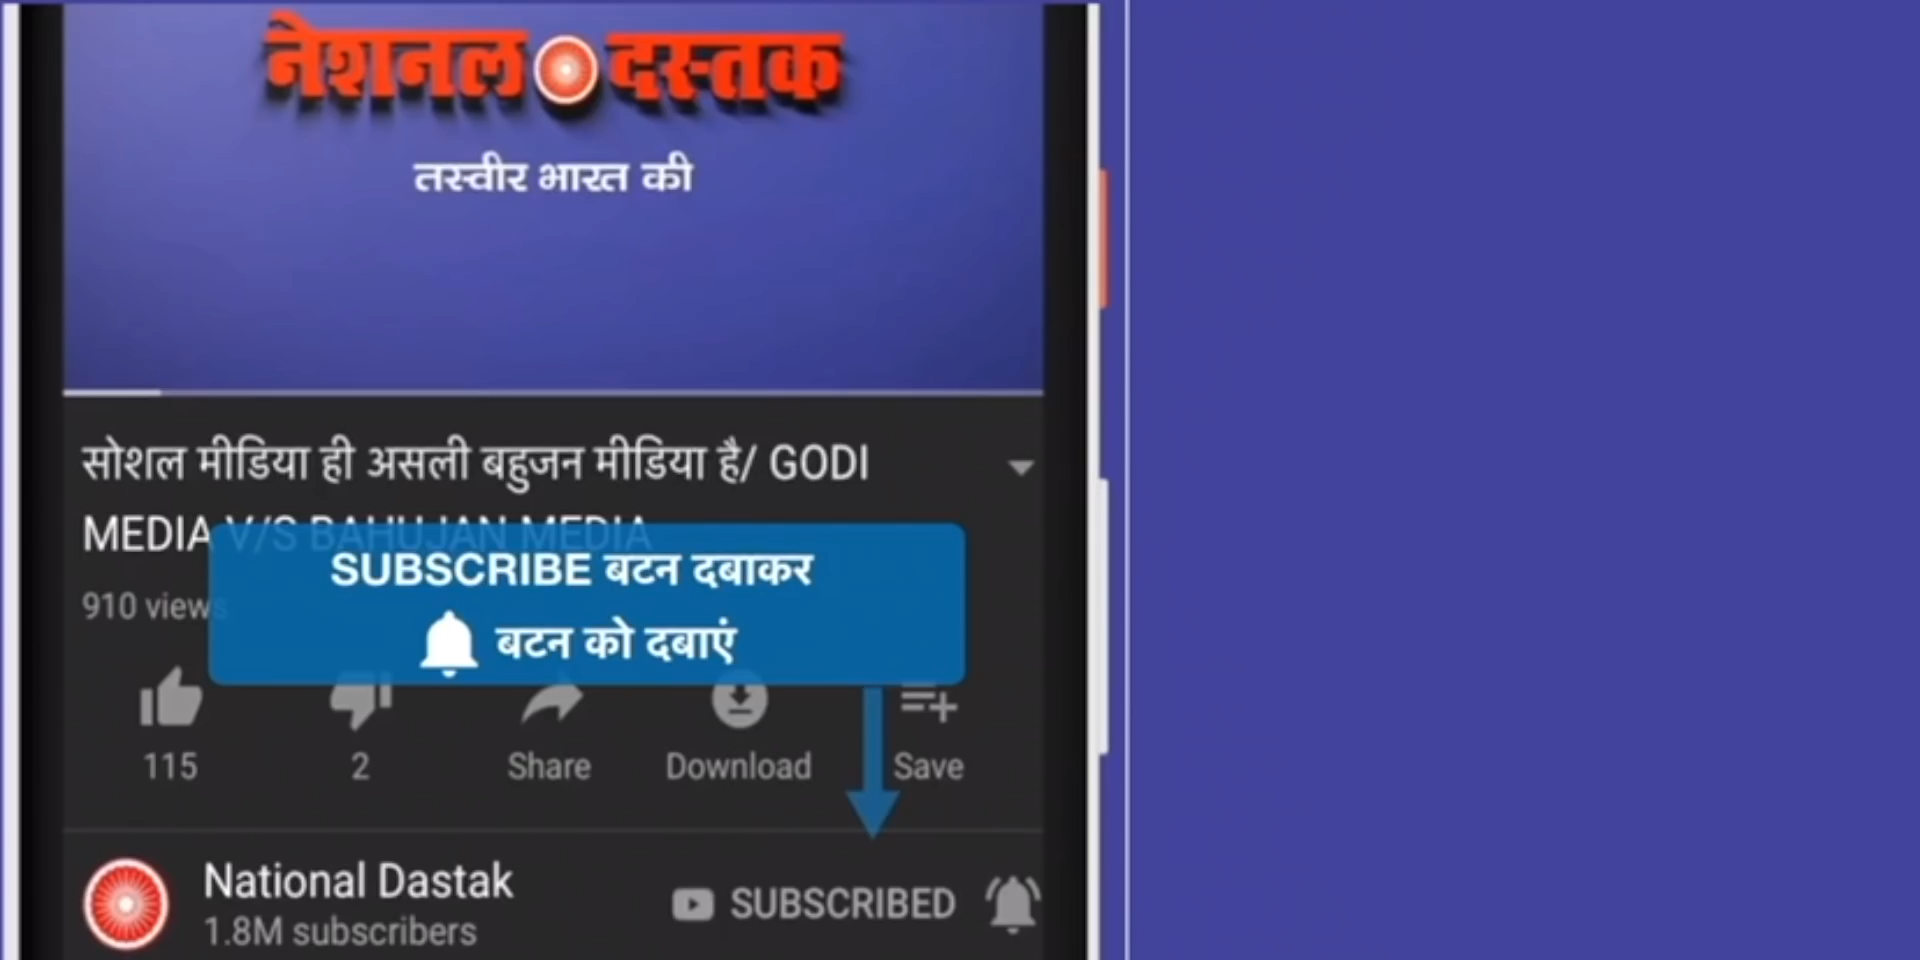 नेशनल दस्तक
तस्वीर भारत की
सोशल मीडिया ही असली बहुजन मीडिया है/ GODI
MEDIA V/S BAHUJAN MEDIA
SUBSCRIBE बटन दबाकर
बटन को दबाएं
910 views
115
2
Share
Download
Save
National Dastak
1.8M subscribers
SUBSCRIBED